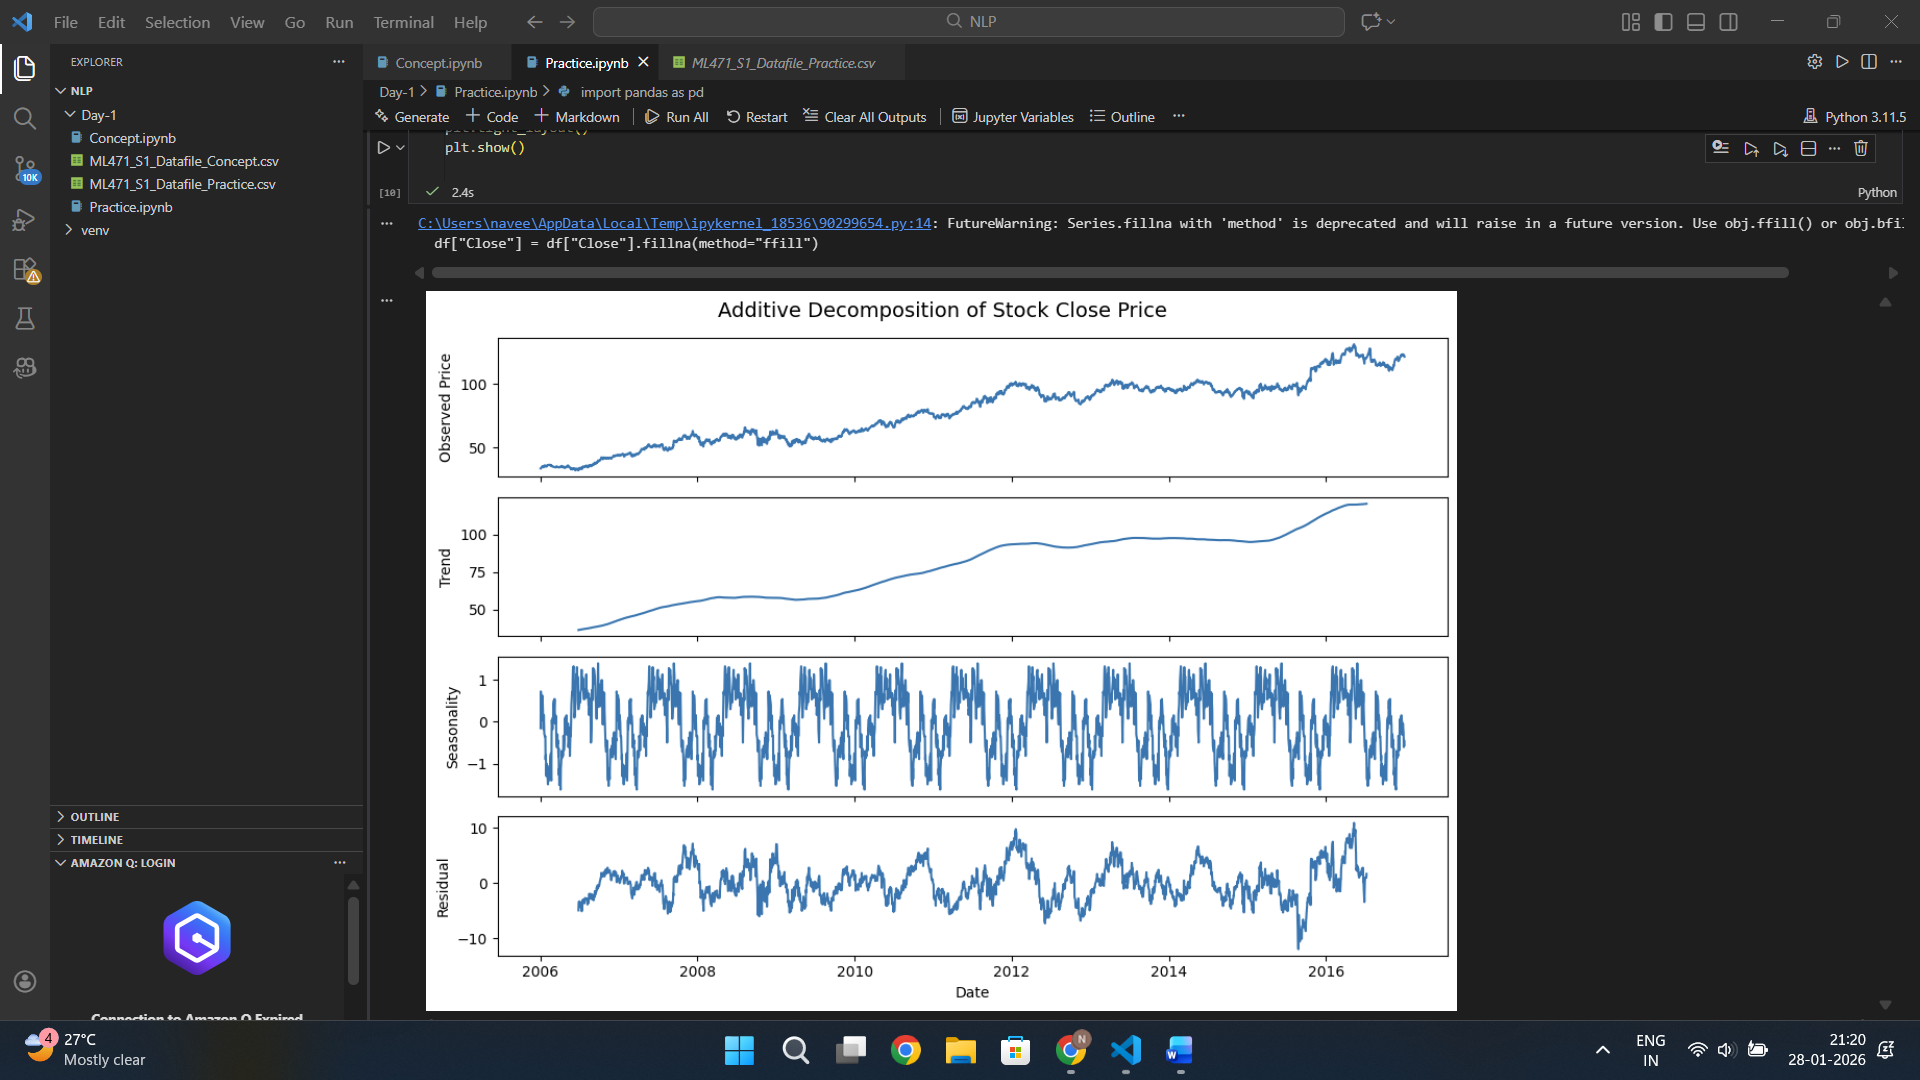 File Edit Selection View Go Run Terminal Help
NLP
EXPLORER
Concept.ipynb
Practice.ipynb
ML471_S1_Datafile_Practice.csv
NLP
Day-1
Concept.ipynb
ML471_S1_Datafile_Concept.csv
ML471_S1_Datafile_Practice.csv
Practice.ipynb
venv
10K
Day-1 > Practice.ipynb > import pandas as pd
Generate + Code + Markdown | Run All Restart Clear All Outputs | Jupyter Variables Outline ...
Python 3.11.5
plt.show()
[10]
2.4s
Python
C:\Users\navee\AppData\Local\Temp\ipykernel_18536\90299654.py:14: FutureWarning: Series.fillna with 'method' is deprecated and will raise in a future version. Use obj.ffill() or obj.bfil
df["Close"] = df["Close"].fillna(method="ffill")
Additive Decomposition of Stock Close Price
Observed Price
100
50
Trend
100
75
50
Seasonality
1
0
−1
Residual
10
0
−10
2006 2008 2010 2012 2014 2016
Date
OUTLINE
TIMELINE
AMAZON Q: LOGIN
Connection to Amazon Q Expired
4
27°C
Mostly clear
N
W
ENG
IN
21:20
28-01-2026